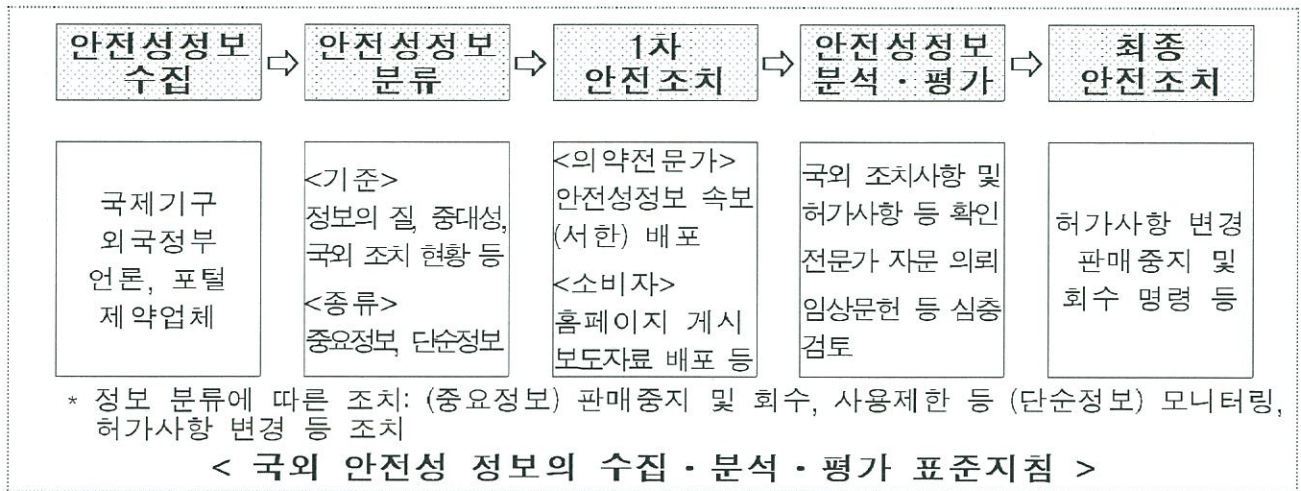 안전성정보
수집
⇨
안전성정보
분류
⇨
1차
안전조치
⇨
안전성정보
분석·평가
⇨
최종
안전조치
국제기구
외국정부
언론, 포털
제약업체
<기준>
정보의 질, 중대성,
국외 조치 현황 등
<종류>
중요정보, 단순정보
<의약전문가>
안전성정보 속보
(서한) 배포
<소비자>
홈페이지 게시
보도자료 배포 등
국외 조치사항 및
허가사항 등 확인
전문가 자문 의뢰
임상문헌 등 심층
검토
허가사항 변경
판매중지 및
회수 명령 등
* 정보 분류에 따른 조치: (중요정보) 판매중지 및 회수, 사용제한 등 (단순정보) 모니터링,
허가사항 변경 등 조치
< 국외 안전성 정보의 수집·분석·평가 표준지침 >